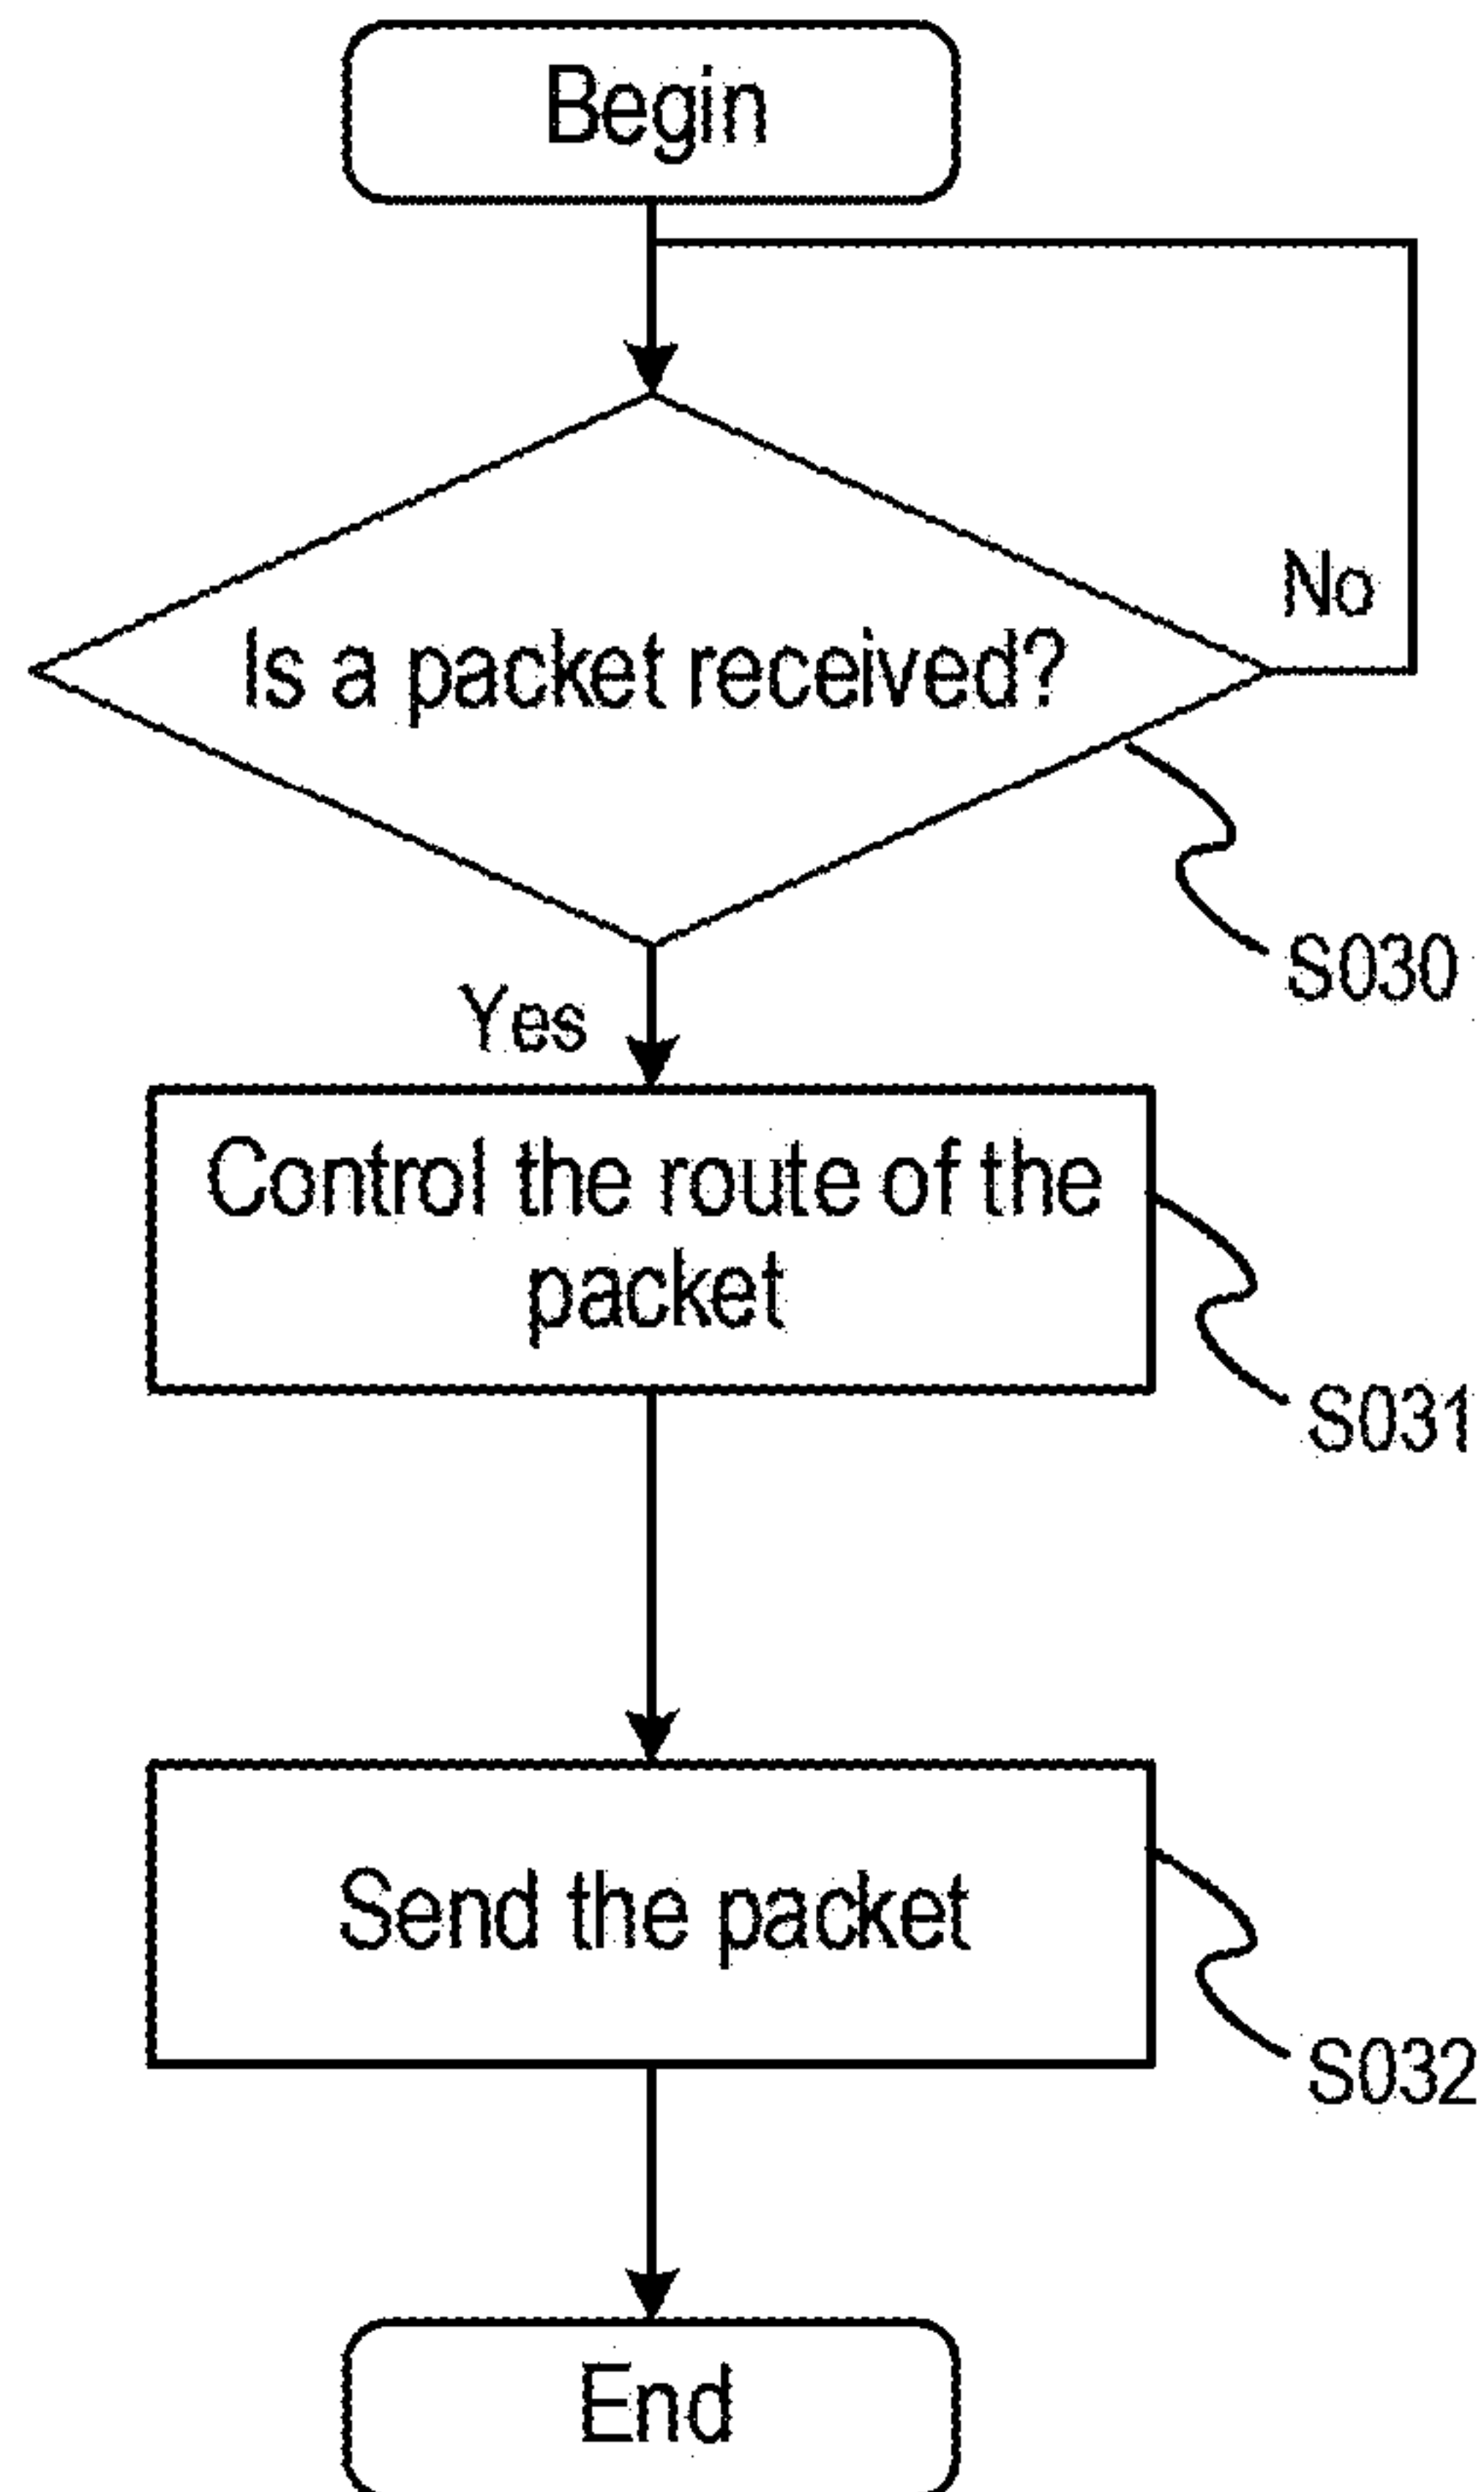 Begin
No
Is a packet received?
S030
Yes
Control the route of the
packet
S031
Send the packet
S032
End